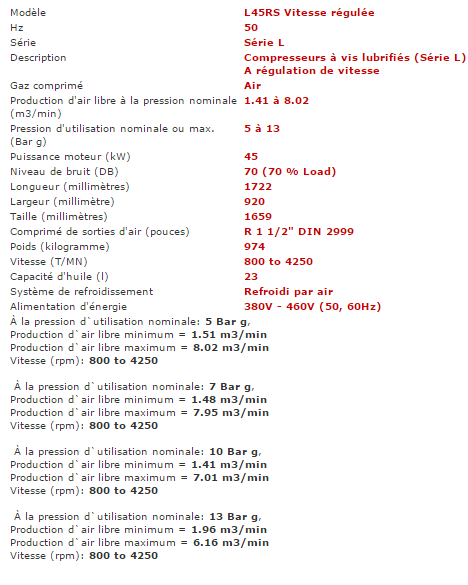 Modèle L45RS Vitesse régulée
Hz 50
Série Série L
Description Compresseurs à vis lubrifiés (Série L)
A régulation de vitesse
Gaz comprimé Air
Production d'air libre à la pression nominale 1.41 à 8.02
(m3/min)
Pression d'utilisation nominale ou max. 5 à 13
(Bar g)
Puissance moteur (kW) 45
Niveau de bruit (DB) 70 (70 % Load)
Longueur (millimètres) 1722
Largeur (millimètre) 920
Taille (millimètres) 1659
Comprimé de sorties d'air (pouces) R 1 1/2" DIN 2999
Poids (kilogramme) 974
Vitesse (T/MN) 800 to 4250
Capacité d'huile (l) 23
Système de refroidissement Refroidi par air
Alimentation d'énergie 380V - 460V (50, 60Hz)
À la pression d`utilisation nominale: 5 Bar g,
Production d`air libre minimum = 1.51 m3/min
Production d`air libre maximum = 8.02 m3/min
Vitesse (rpm): 800 to 4250
À la pression d`utilisation nominale: 7 Bar g,
Production d`air libre minimum = 1.48 m3/min
Production d`air libre maximum = 7.95 m3/min
Vitesse (rpm): 800 to 4250
À la pression d`utilisation nominale: 10 Bar g,
Production d`air libre minimum = 1.41 m3/min
Production d`air libre maximum = 7.01 m3/min
Vitesse (rpm): 800 to 4250
À la pression d`utilisation nominale: 13 Bar g,
Production d`air libre minimum = 1.96 m3/min
Production d`air libre maximum = 6.16 m3/min
Vitesse (rpm): 800 to 4250